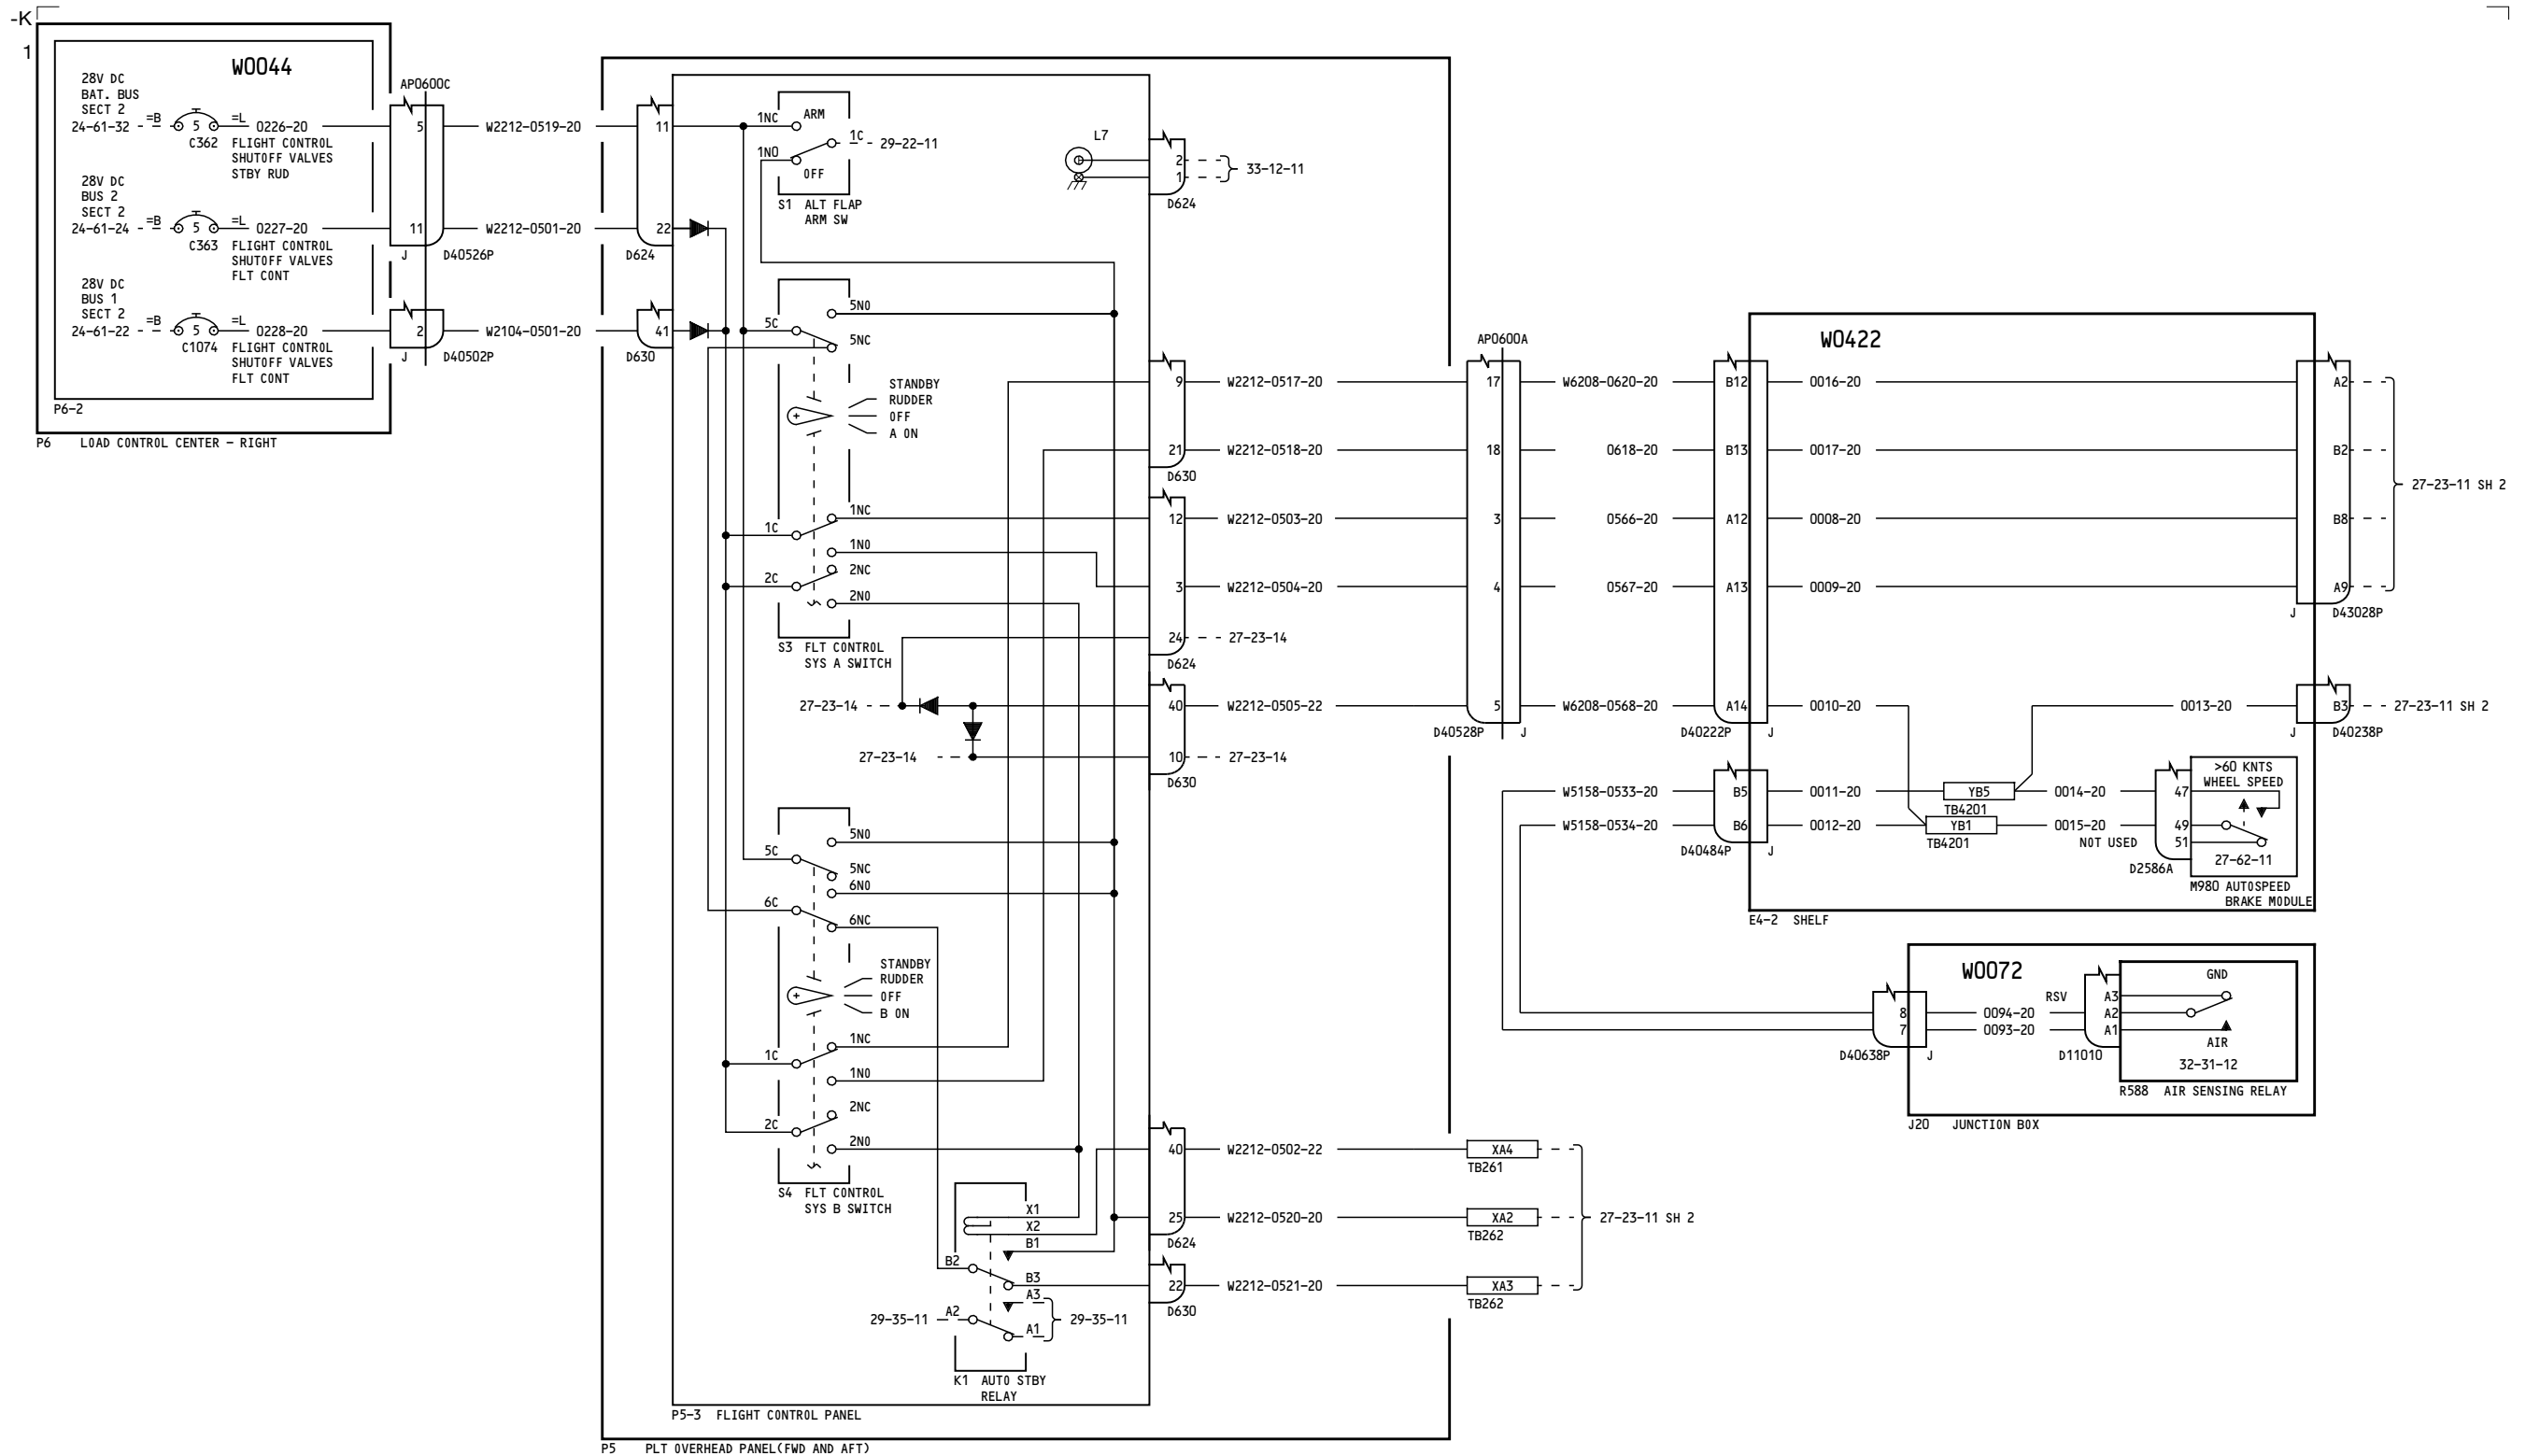 -K
1
W0044
28V DC
BAT. BUS
SECT 2
24-61-32
=B
5
=L
0226-20
C362
FLIGHT CONTROL
SHUTOFF VALVES
STBY RUD
28V DC
BUS 2
SECT 2
24-61-24
=B
5
=L
0227-20
C363
FLIGHT CONTROL
SHUTOFF VALVES
FLT CONT
28V DC
BUS 1
SECT 2
24-61-22
=B
5
=L
0228-20
C1074
FLIGHT CONTROL
SHUTOFF VALVES
FLT CONT
P6-2
P6 LOAD CONTROL CENTER - RIGHT
AP0600C
5
11
J
D40526P
2
J
D40502P
W2212-0519-20
W2212-0501-20
W2104-0501-20
11
22
D624
41
D630
1NC
ARM
1C
29-22-11
1NO
OFF
S1 ALT FLAP
ARM SW
L7
2
1
33-12-11
D624
5NO
5C
5NC
STANDBY
RUDDER
OFF
A ON
1NC
1C
1NO
2NC
2C
2NO
S3 FLT CONTROL
SYS A SWITCH
27-23-14
27-23-14
9
21
D630
12
3
24
27-23-14
D624
40
10
27-23-14
D630
W2212-0517-20
W2212-0518-20
W2212-0503-20
W2212-0504-20
W2212-0505-22
5NO
5C
5NC
6NO
6C
6NC
STANDBY
RUDDER
OFF
B ON
1NC
1C
1NO
2NC
2C
2NO
S4 FLT CONTROL
SYS B SWITCH
X1
X2
B1
B2
B3
A3
A2
A1
29-35-11
29-35-11
K1 AUTO STBY
RELAY
40
25
D624
22
D630
W2212-0502-22
W2212-0520-20
W2212-0521-20
XA4
TB261
XA2
TB262
XA3
TB262
27-23-11 SH 2
P5-3 FLIGHT CONTROL PANEL
P5 PLT OVERHEAD PANEL(FWD AND AFT)
AP0600A
17
18
3
4
5
D40528P
J
W6208-0620-20
0618-20
0566-20
0567-20
W6208-0568-20
W5158-0533-20
W5158-0534-20
W0422
B12
B13
A12
A13
A14
D40222P
J
B5
B6
D40484P
J
0016-20
0017-20
0008-20
0009-20
0010-20
0013-20
0011-20
YB5
TB4201
0014-20
0012-20
YB1
TB4201
0015-20
NOT USED
A2
B2
B8
A9
27-23-11 SH 2
J
D43028P
B3
27-23-11 SH 2
J
D40238P
>60 KNTS
WHEEL SPEED
47
49
51
27-62-11
D2586A
M980 AUTOSPEED
BRAKE MODULE
E4-2 SHELF
W0072
GND
RSV
A3
A2
A1
AIR
8
7
0094-20
0093-20
D40638P
J
D11010
32-31-12
R588 AIR SENSING RELAY
J20 JUNCTION BOX